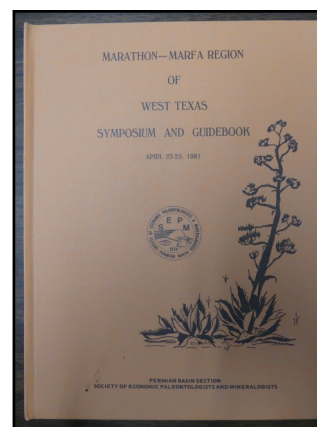 MARATHON—MARFA REGION
OF
WEST TEXAS
SYMPOSIUM AND GUIDEBOOK
APRIL 23-25, 1981
S E P M
PERMIAN BASIN SECTION
SOCIETY OF ECONOMIC PALEONTOLOGISTS AND MINERALOGISTS